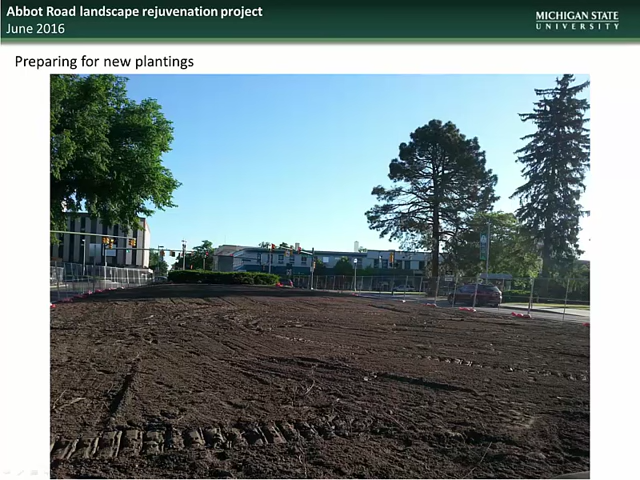 Abbot Road landscape rejuvenation project
June 2016
MICHIGAN STATE
UNIVERSITY
Preparing for new plantings